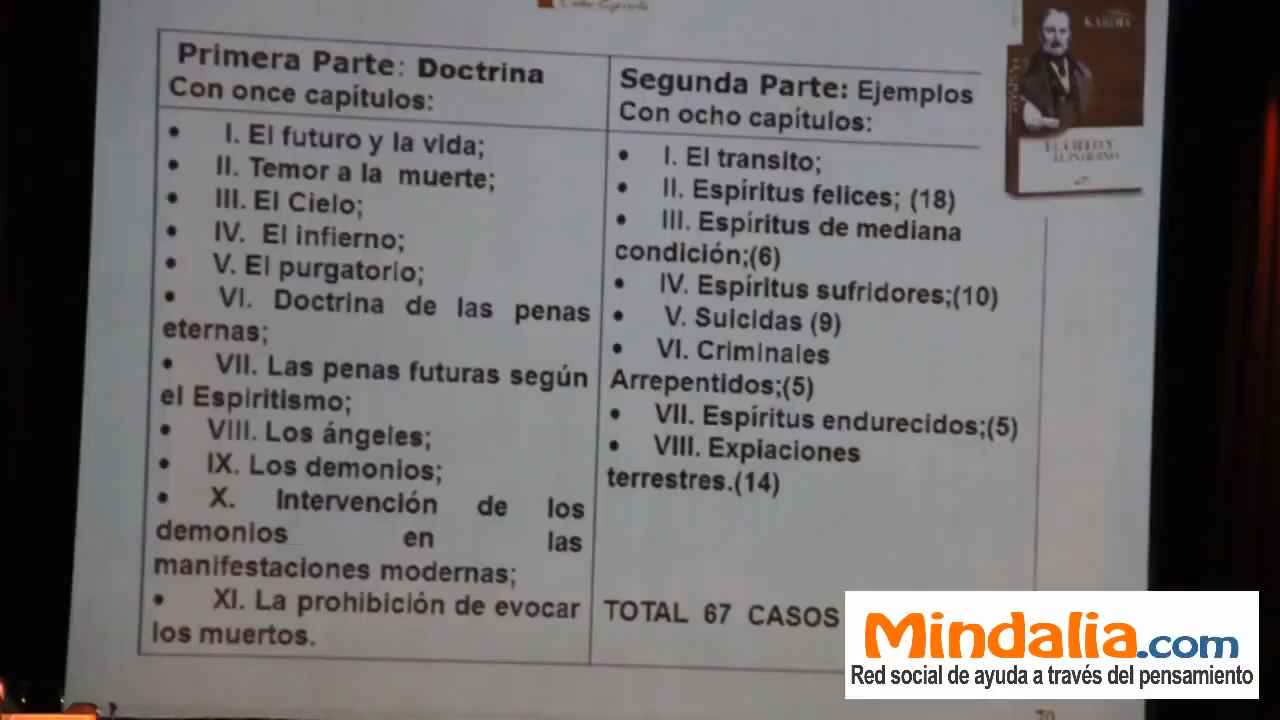 Primera Parte: Doctrina
Con once capítulos:
• I. El futuro y la vida;
• II. Temor a la muerte;
• III. El Cielo;
• IV. El infierno;
• V. El purgatorio;
• VI. Doctrina de las penas
eternas;
• VII. Las penas futuras según
el Espiritismo;
• VIII. Los ángeles;
• IX. Los demonios;
• X. Intervención de los
demonios en las
manifestaciones modernas;
• XI. La prohibición de evocar
los muertos.
Segunda Parte: Ejemplos
Con ocho capítulos:
• I. El transito;
• II. Espíritus felices; (18)
• III. Espíritus de mediana
condición;(6)
• IV. Espíritus sufridores;(10)
• V. Suicidas (9)
• VI. Criminales
Arrepentidos;(5)
• VII. Espíritus endurecidos;(5)
• VIII. Expiaciones
terrestres.(14)
TOTAL 67 CASOS
KARDEC
EL CIELO Y
EL INFIERNO
Mindalia.com
Red social de ayuda a través del pensamiento